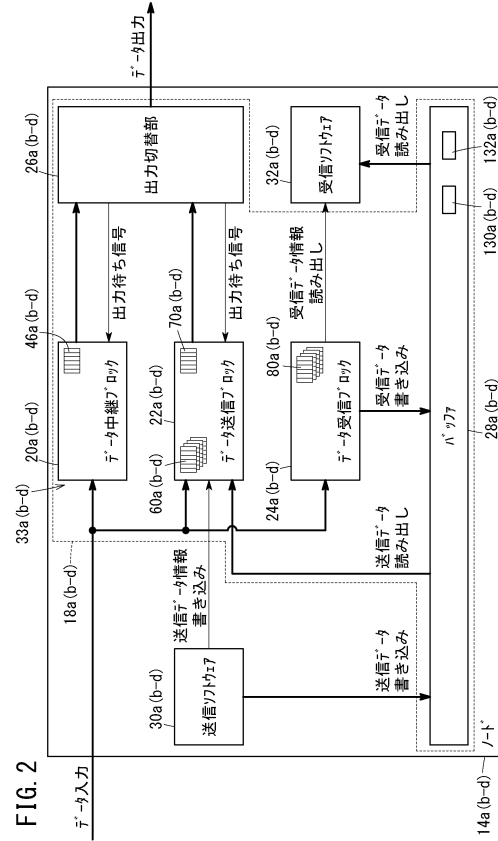 FIG. 2
データ入力
データ出力
33a(b-d)
20a(b-d)
46a(b-d)
26a(b-d)
データ中継ブロック
出力待ち信号
出力切替部
18a(b-d)
60a(b-d)
22a(b-d)
70a(b-d)
データ送信ブロック
出力待ち信号
30a(b-d)
送信ソフトウェア
送信データ情報
書き込み
24a(b-d)
80a(b-d)
データ受信ブロック
受信データ情報
読み出し
32a(b-d)
受信ソフトウェア
送信データ
書き込み
送信データ
読み出し
受信データ
書き込み
受信データ
読み出し
バッファ
ノード
14a(b-d)
28a(b-d)
130a(b-d)
132a(b-d)